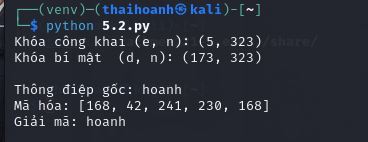 (venv)-(thaihoanh㉿kali)-[~]
$ python 5.2.py
Khóa công khai (e, n): (5, 323)
Khóa bí mật  (d, n): (173, 323)
Thông điệp gốc: hoanh
Mã hóa: [168, 42, 241, 230, 168]
Giải mã: hoanh